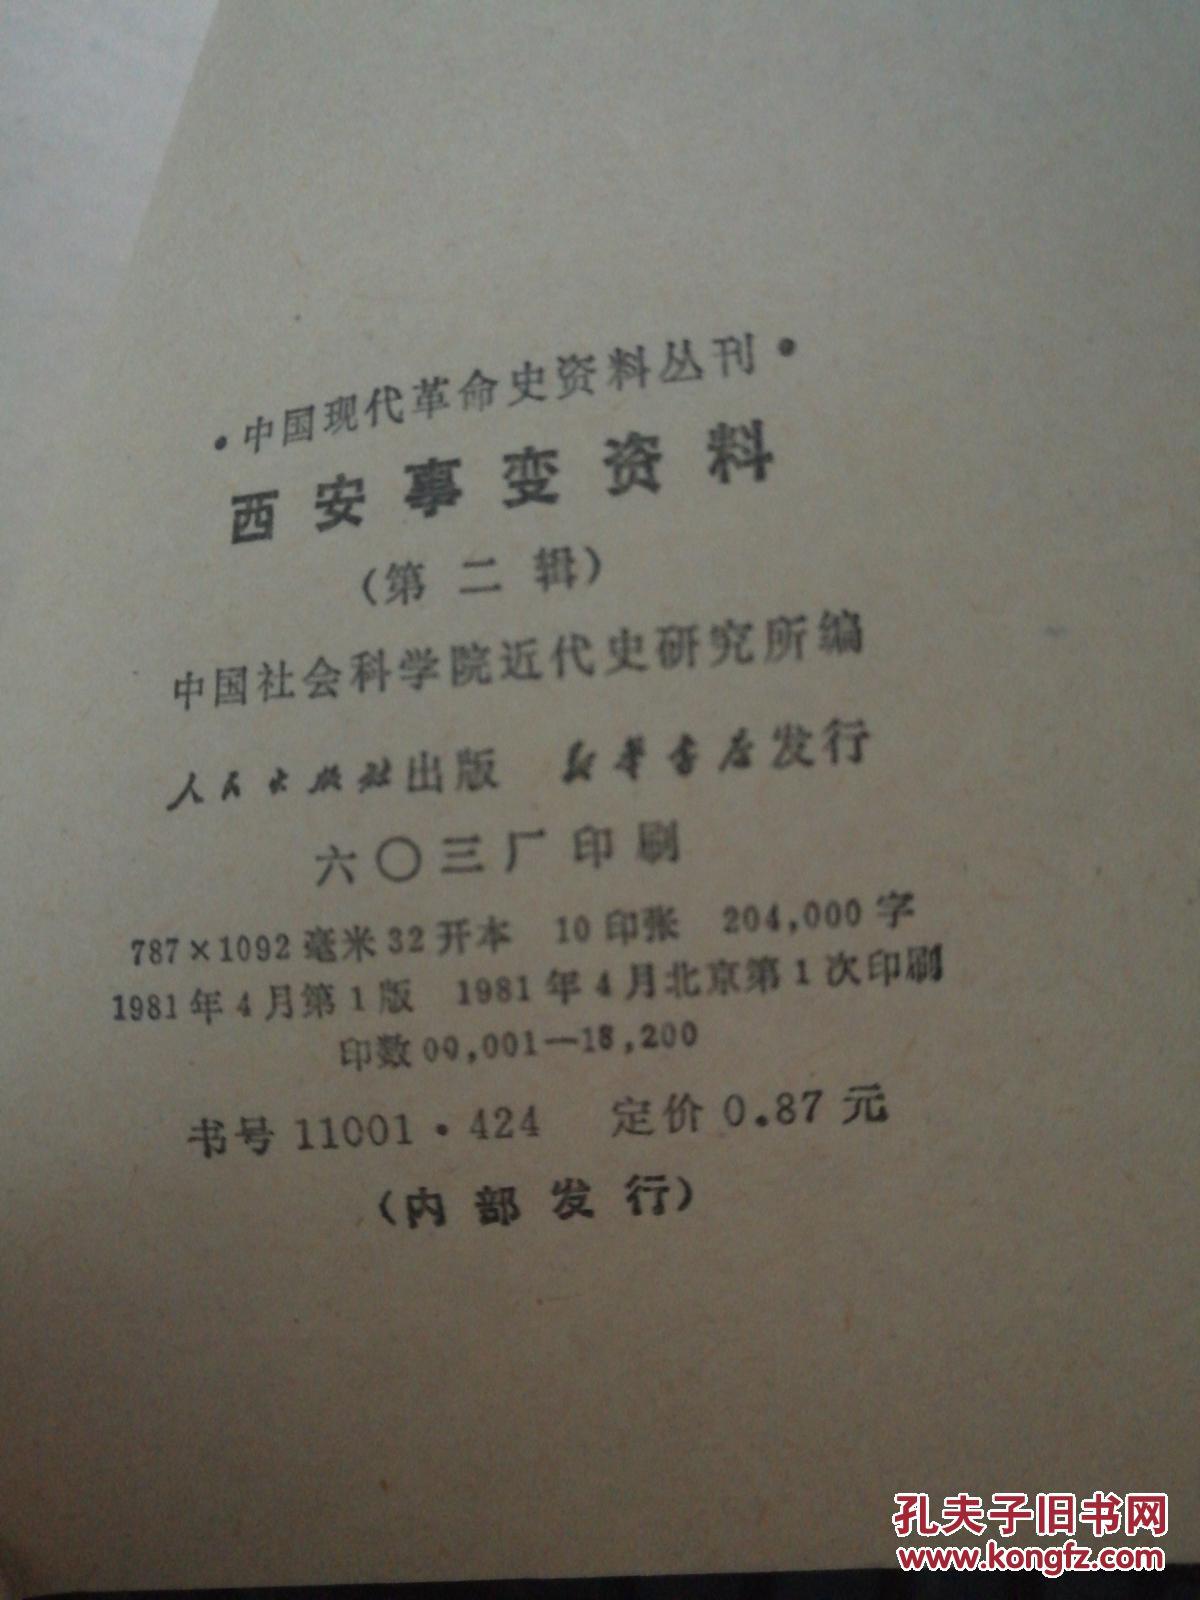 ·中国现代革命史资料丛刊·
西安事变资料
（第二辑）
中国社会科学院近代史研究所编
人民出版社出版 新华书店发行
六〇三厂印刷
787×1092毫米32开本 10印张 204,000字
1981年4月第1版 1981年4月北京第1次印刷
印数00,001—18,200
书号11001·424 定价0.87元
（内部发行）
孔夫子旧书网
www.kongfz.com